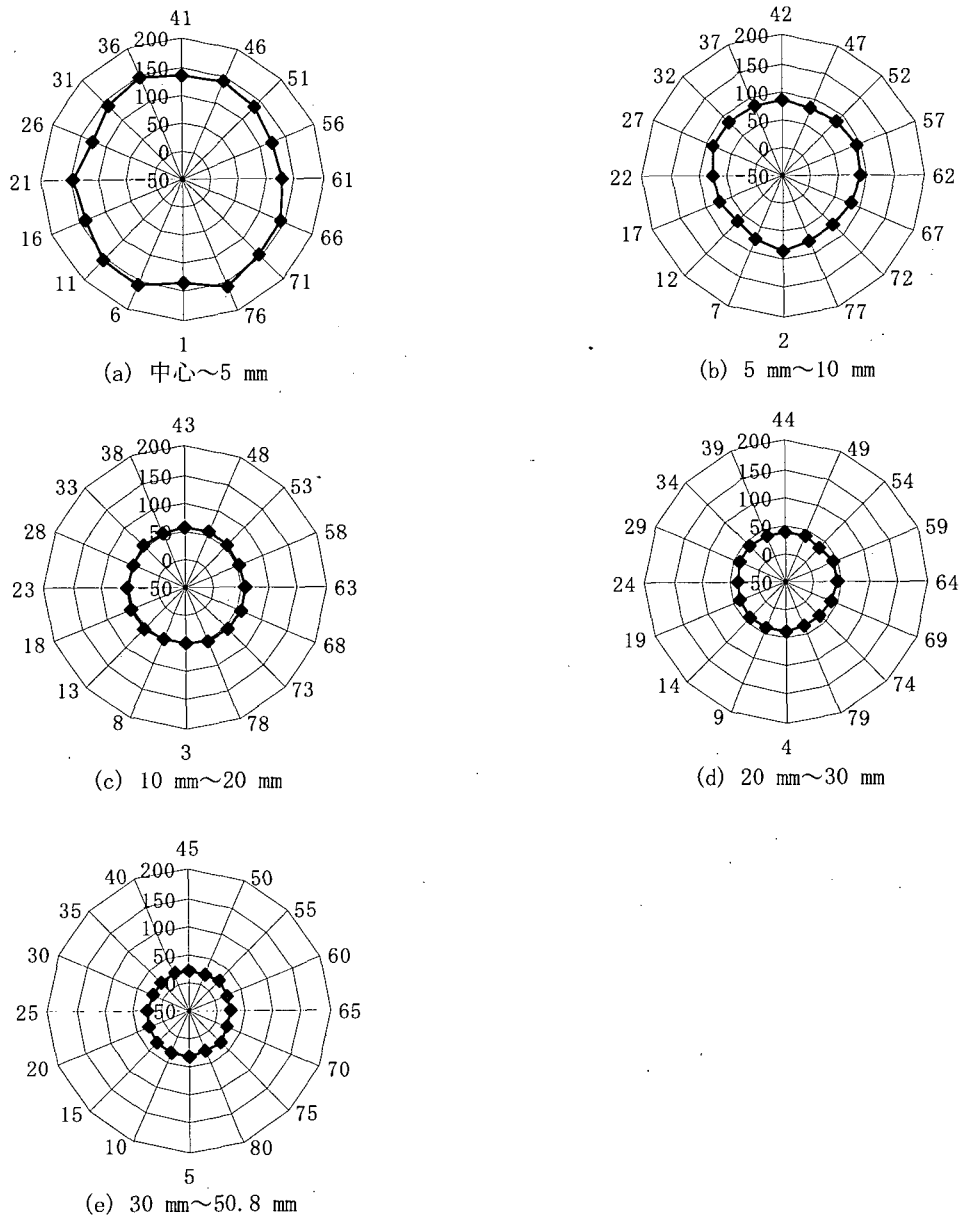 41
36 200 46
31 150 51
26 100 56
50
0
21 -50 61
16 66
11 71
6 76
1
(a) 中心～5 mm
42
37 200 47
32 150 52
27 100 57
50
0
22 -50 62
17 67
12 72
7 77
2
(b) 5 mm～10 mm
43
38 200 48
33 150 53
28 100 58
50
0
23 -50 63
18 68
13 73
8 78
3
(c) 10 mm～20 mm
44
39 200 49
34 150 54
29 100 59
50
0
24 -50 64
19 69
14 74
9 79
4
(d) 20 mm～30 mm
45
40 200 50
35 150 55
30 100 60
50
0
25 -50 65
20 70
15 75
10 80
5
(e) 30 mm～50.8 mm